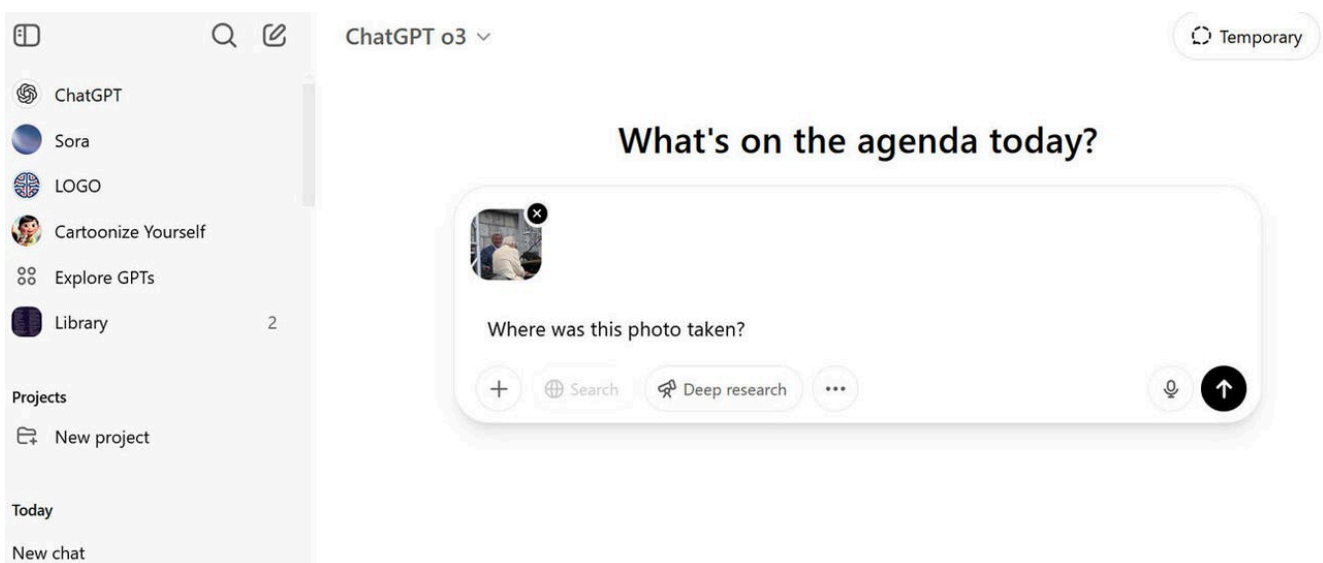 ChatGPT o3
Temporary
ChatGPT
Sora
LOGO
Cartoonize Yourself
Explore GPTs
Library 2
Projects
New project
Today
New chat
What's on the agenda today?
Where was this photo taken?
Search
Deep research